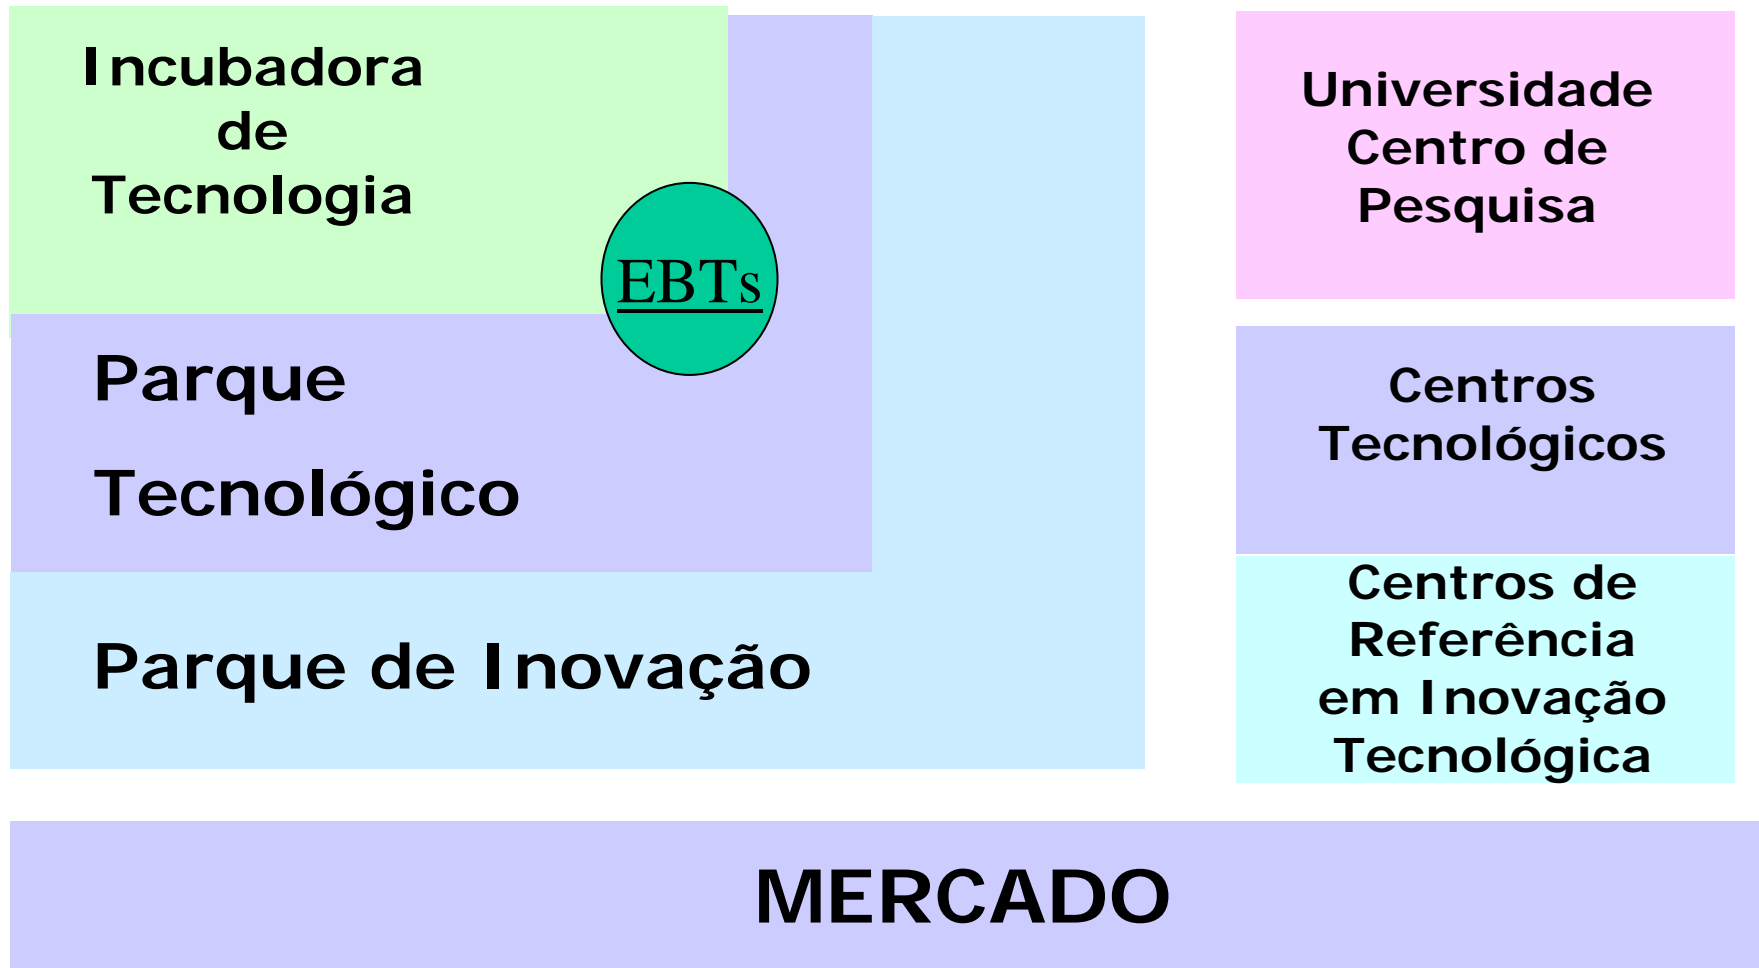 Incubadora
de
Tecnologia
EBTs
Parque
Tecnológico
Parque de Inovação
Universidade
Centro de
Pesquisa
Centros
Tecnológicos
Centros de
Referência
em Inovação
Tecnológica
MERCADO